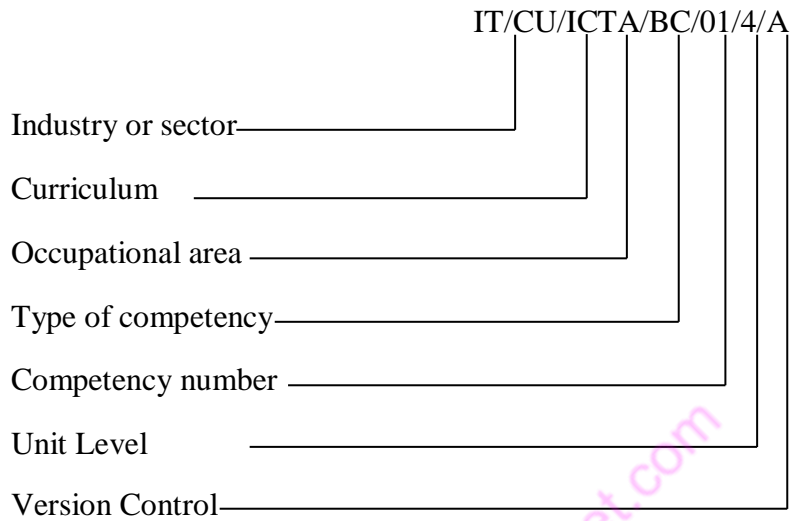 IT/CU/ICTA/BC/01/4/A
Industry or sector
Curriculum
Occupational area
Type of competency
Competency number
Unit Level
Version Control